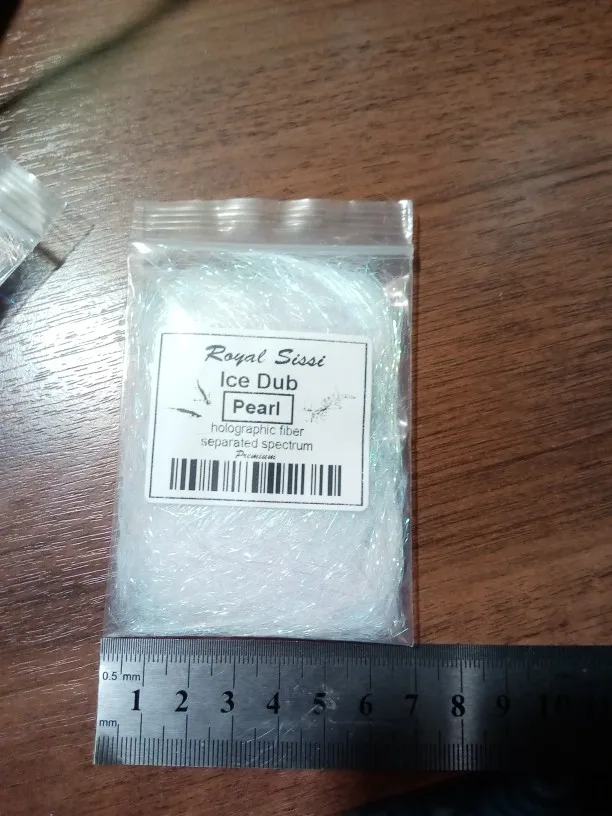 Royal Sissi
Ice Dub
Pearl
holographic fiber
separated spectrum
Premium
0.5 mm
1 2 3 4 5 6 7 8 9 10
mm